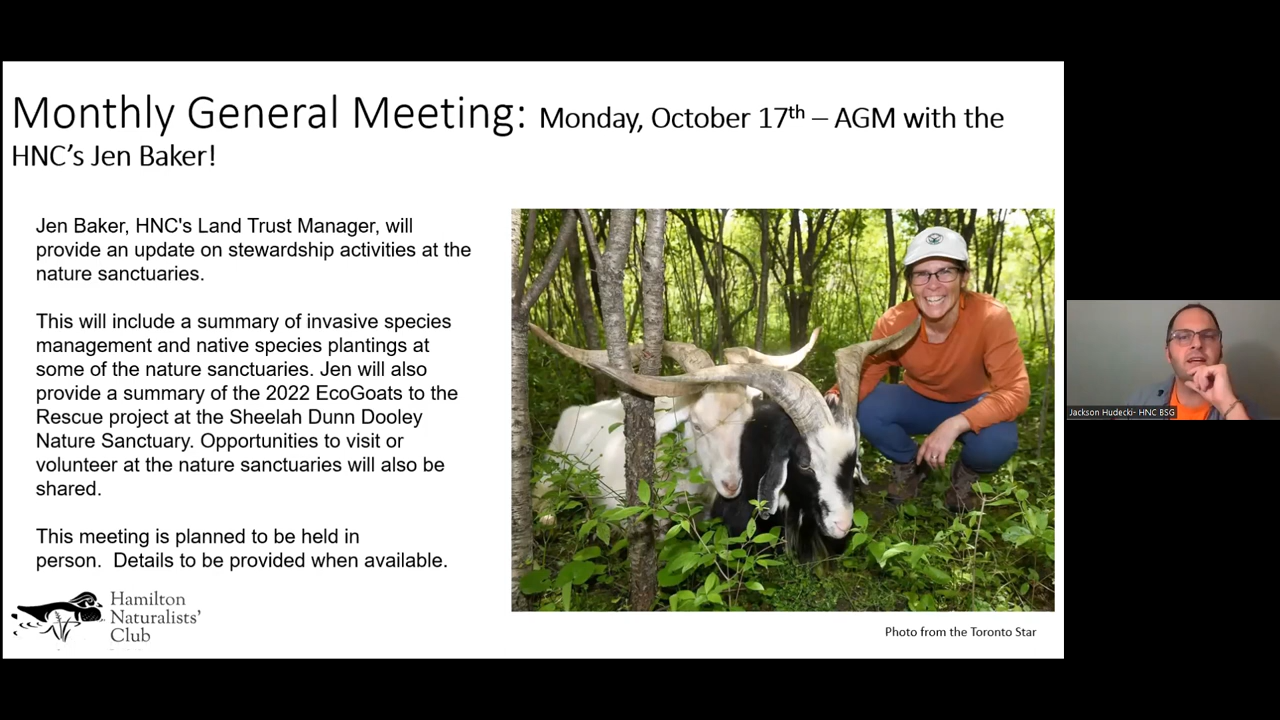 Monthly General Meeting: Monday, October 17th – AGM with the
HNC’s Jen Baker!
Jen Baker, HNC's Land Trust Manager, will
provide an update on stewardship activities at the
nature sanctuaries.
This will include a summary of invasive species
management and native species plantings at
some of the nature sanctuaries. Jen will also
provide a summary of the 2022 EcoGoats to the
Rescue project at the Sheelah Dunn Dooley
Nature Sanctuary. Opportunities to visit or
volunteer at the nature sanctuaries will also be
shared.
This meeting is planned to be held in
person.  Details to be provided when available.
Hamilton
Naturalists’
Club
Photo from the Toronto Star
Jackson Hudecki- HNC BSG